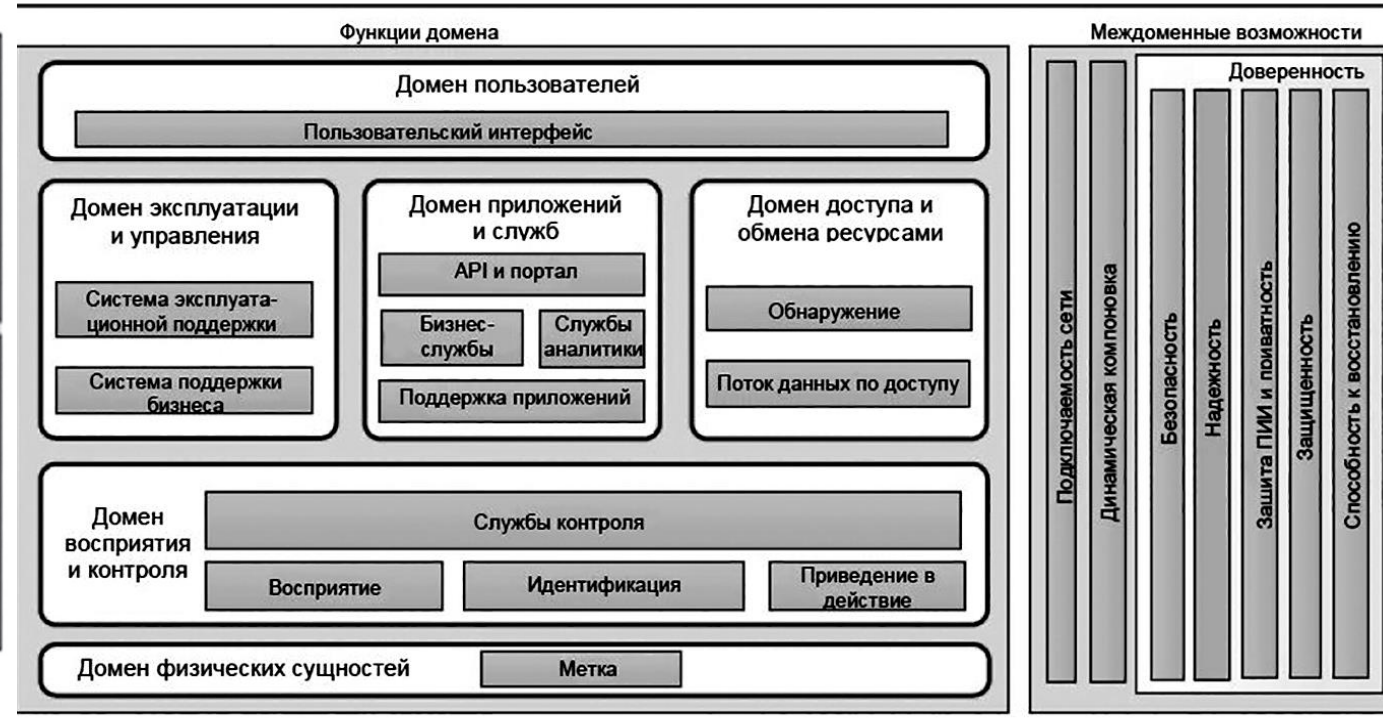 Функции домена
Домен пользователей
Пользовательский интерфейс
Домен эксплуатации
и управления
Система эксплуата-
ционной поддержки
Система поддержки
бизнеса
Домен приложений
и служб
API и портал
Бизнес-
службы
Службы
аналитики
Поддержка приложений
Домен доступа и
обмена ресурсами
Обнаружение
Поток данных по доступу
Домен
восприятия
и контроля
Службы контроля
Восприятие
Идентификация
Приведение в
действие
Домен физических сущностей
Метка
Междоменные возможности
Подключаемость сети
Динамическая компоновка
Доверенность
Безопасность
Надежность
Защита ПИИ и приватность
Защищенность
Способность к восстановлению